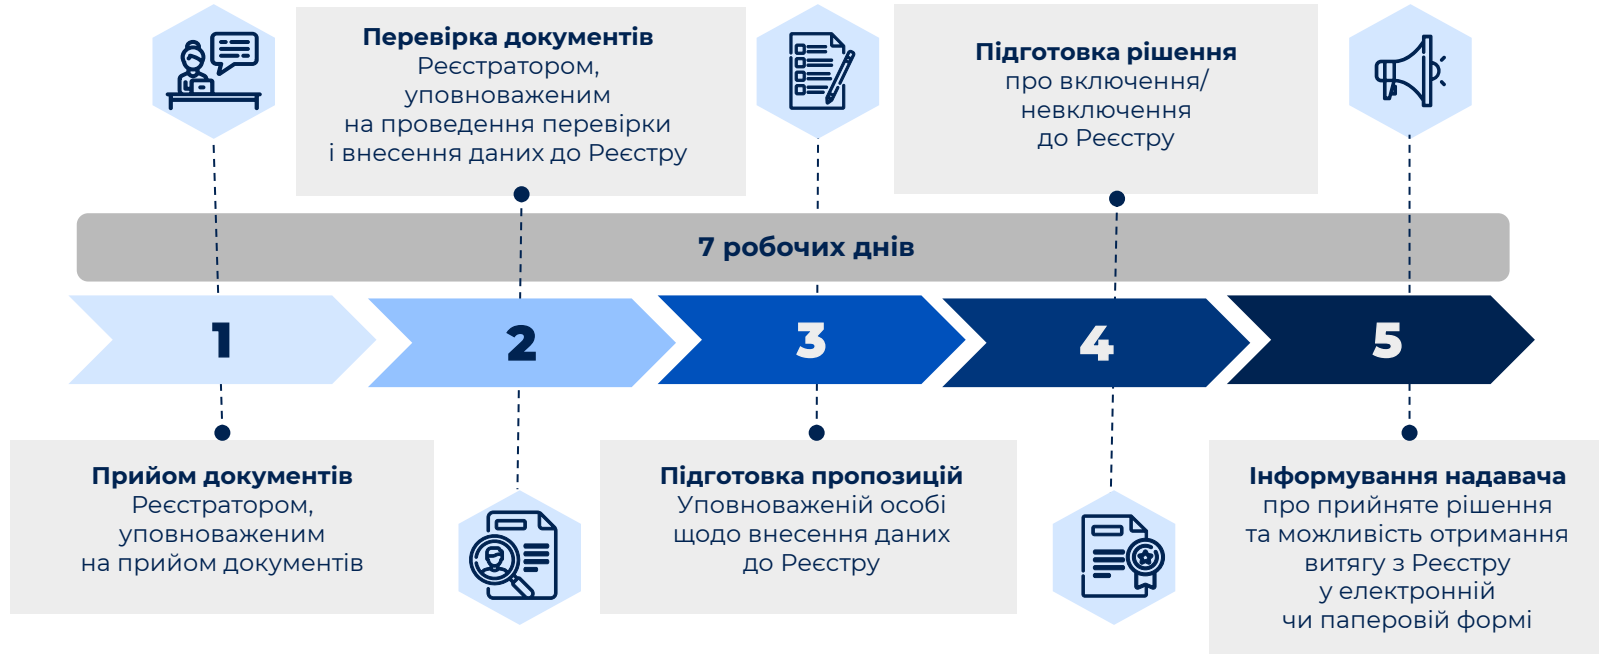 Перевірка документів
Реєстратором,
уповноваженим
на проведення перевірки
і внесення даних до Реєстру
Підготовка рішення
про включення/
невключення
до Реєстру
7 робочих днів
1
2
3
4
5
Прийом документів
Реєстратором,
уповноваженим
на прийом документів
Підготовка пропозицій
Уповноваженій особі
щодо внесення даних
до Реєстру
Інформування надавача
про прийняте рішення
та можливість отримання
витягу з Реєстру
у електронній
чи паперовій формі